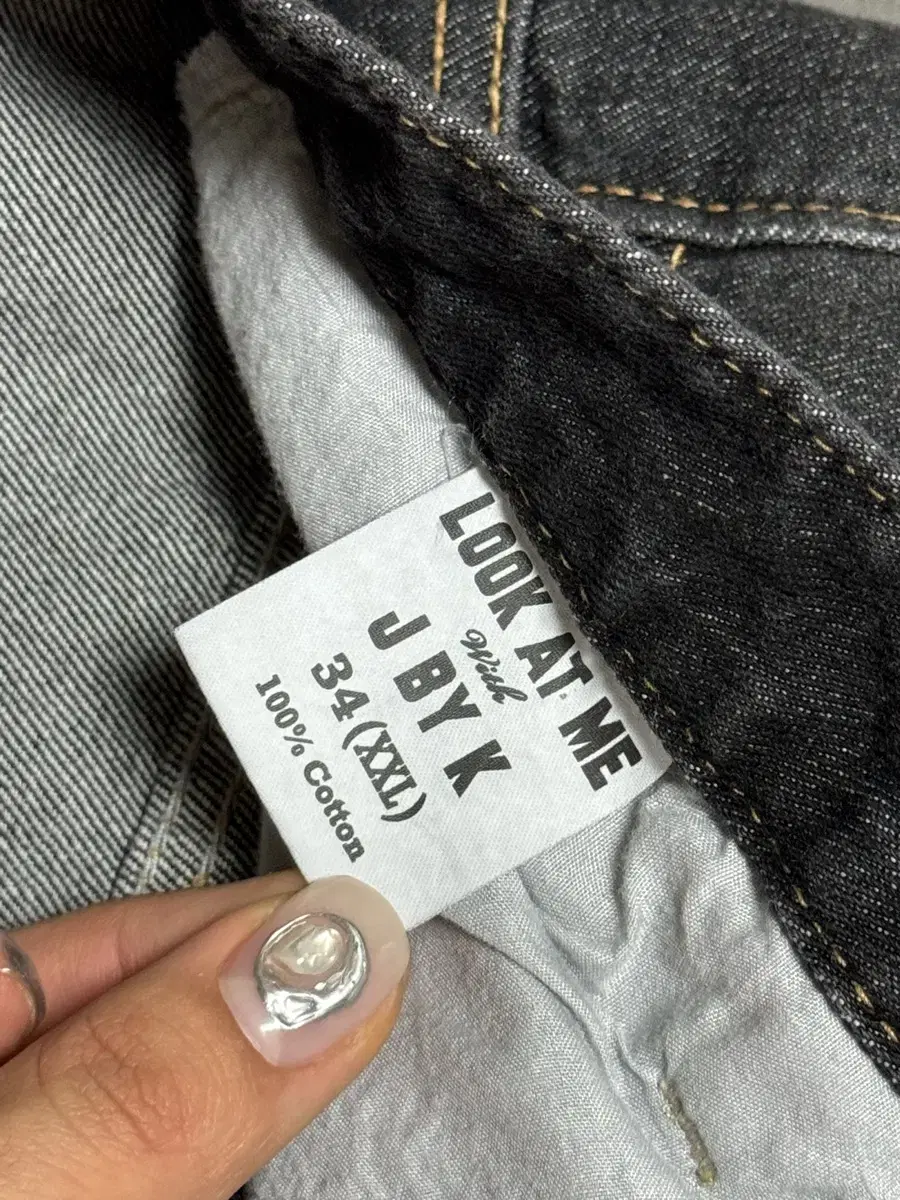 LOOK AT ME
With
J BY K
34 (XXL)
100% Cotton